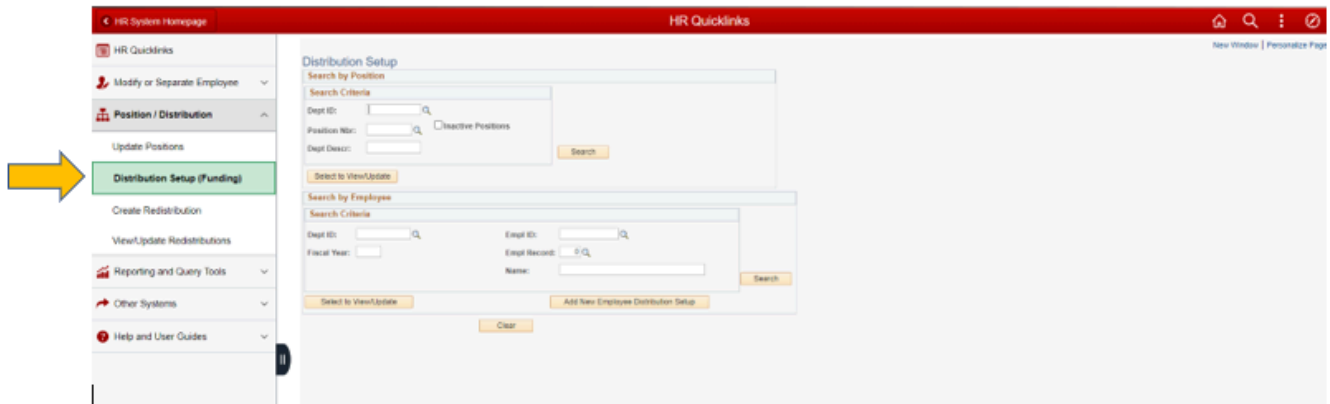 HR System Homepage
HR Quicklinks
New Window | Personalize Page
HR Quicklinks
Modify or Separate Employee
Position / Distribution
Update Positions
Distribution Setup (Funding)
Create Redistribution
View/Update Redistributions
Reporting and Query Tools
Other Systems
Help and User Guides
Distribution Setup
Search by Position
Search Criteria
Dept ID:
Position Nbr:
Inactive Positions
Dept Descr:
Search
Select to View/Update
Search by Employee
Search Criteria
Dept ID:
Empl ID:
Fiscal Year:
Empl Record: 0
Name:
Search
Select to View/Update
Add New Employee Distribution Setup
Clear